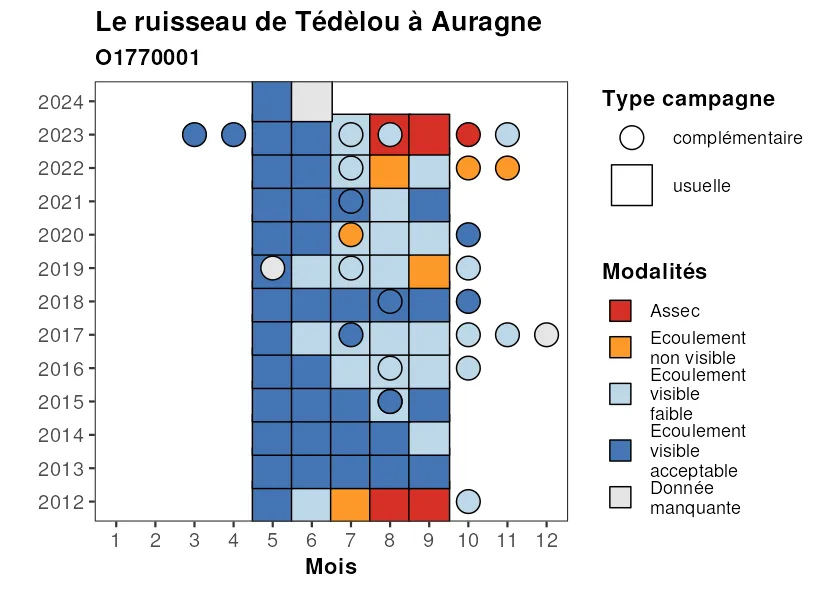 Le ruisseau de Tédèlou à Auragne
O1770001
2024
2023
2022
2021
2020
2019
2018
2017
2016
2015
2014
2013
2012
1 2 3 4 5 6 7 8 9 10 11 12
Mois
Type campagne
complémentaire
usuelle
Modalités
Assec
Ecoulement
non visible
Ecoulement
visible
faible
Ecoulement
visible
acceptable
Donnée
manquante